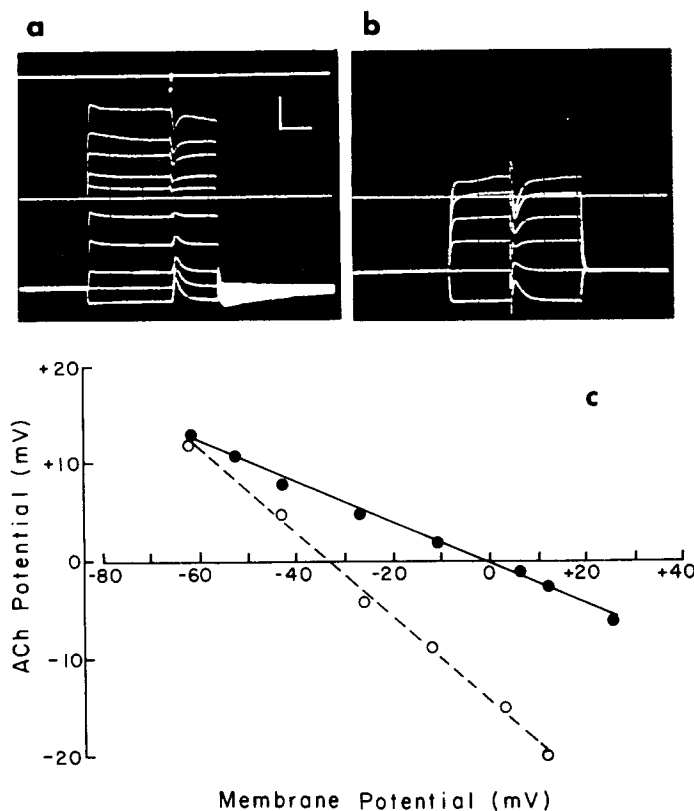 a
b
c
+20
+10
0
-10
-20
-80
-60
-40
-20
0
+20
+40
ACh Potential (mV)
Membrane Potential (mV)